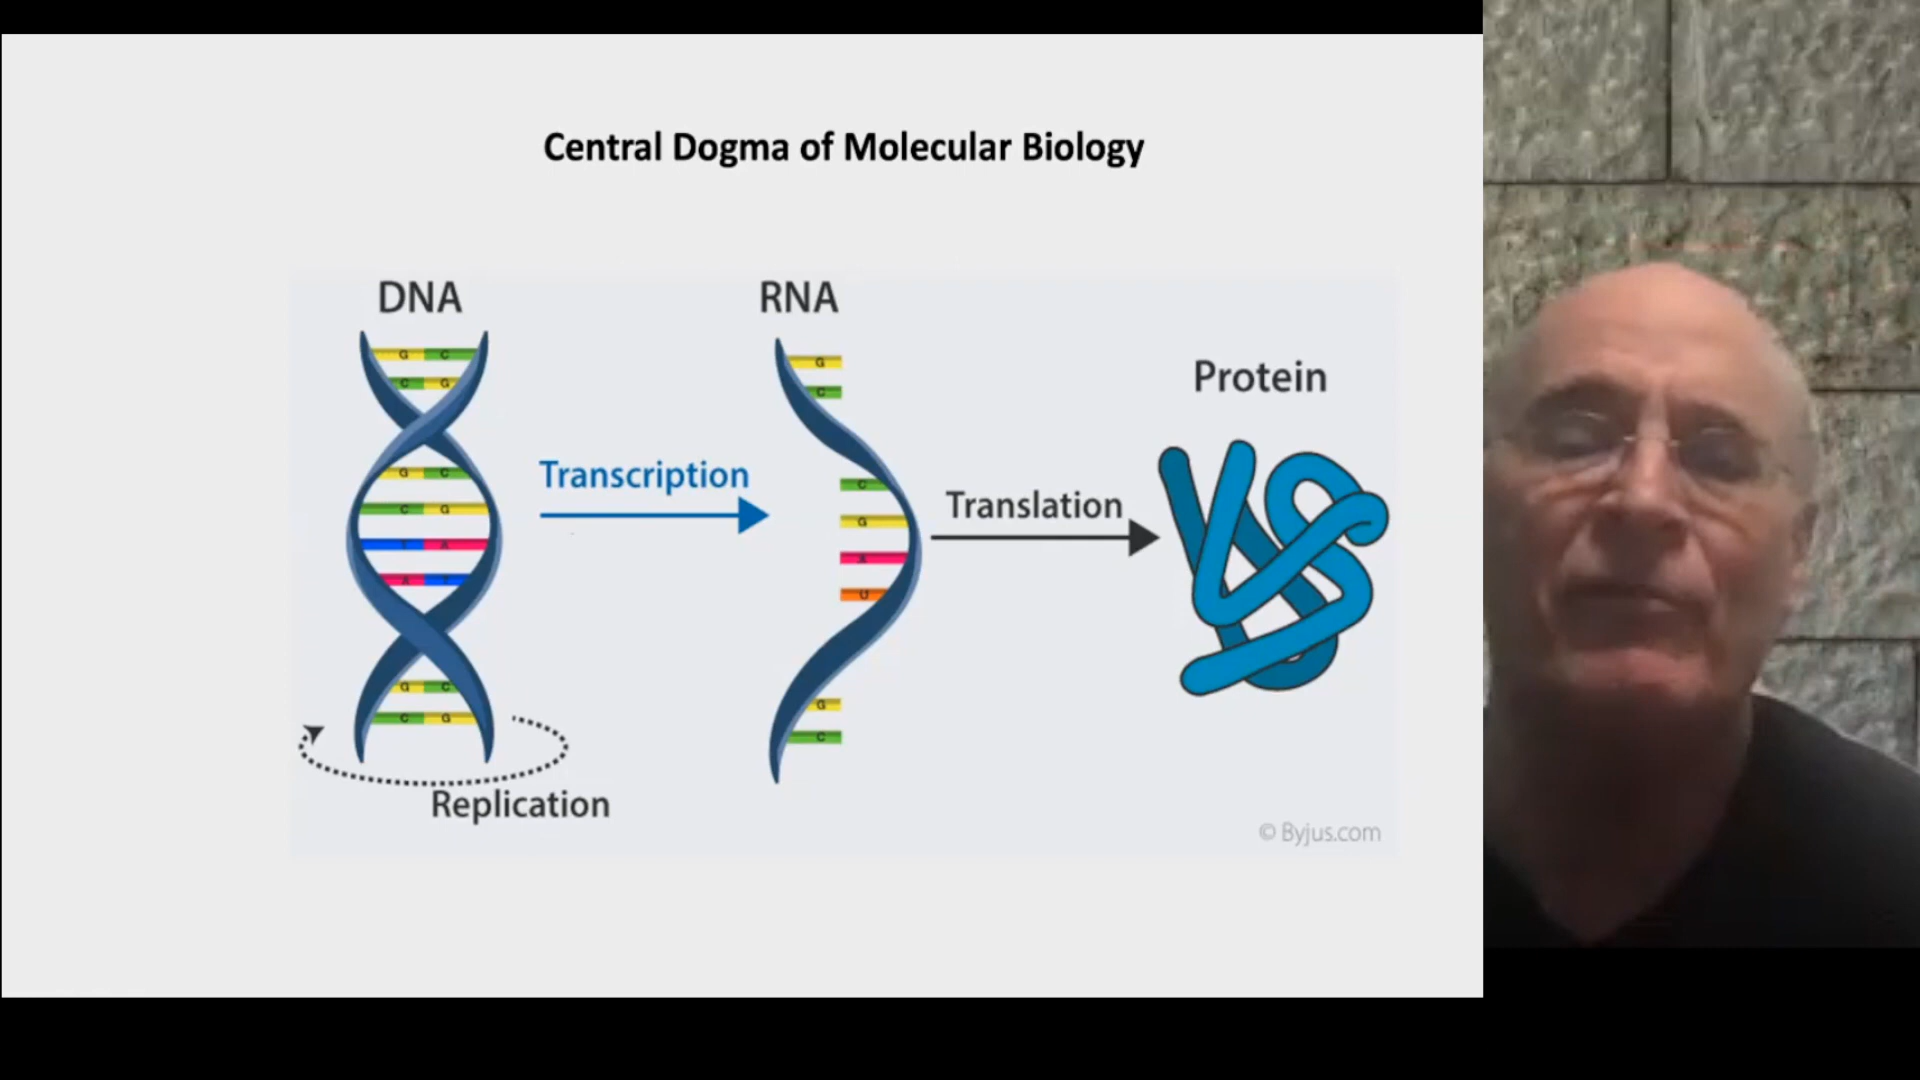 Central Dogma of Molecular Biology
DNA
RNA
Protein
G C
C G
G C
C G
T A
A T
G C
C G
G
C
C
G
A
U
G
C
Transcription
Translation
Replication
© Byjus.com